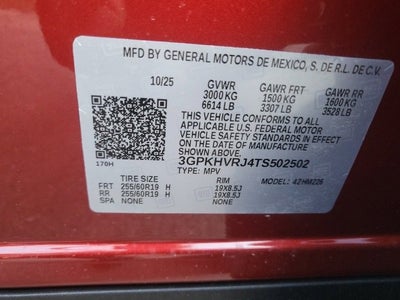 MFD BY GENERAL MOTORS DE MEXICO, S. DE R.L. DE C.V.
10/25 GVWR GAWR FRT GAWR RR
3000 KG 1500 KG 1600 KG
6614 LB 3307 LB 3528 LB
THIS VEHICLE CONFORMS TO ALL
APPLICABLE U.S. FEDERAL MOTOR
VEHICLE SAFETY STANDARDS IN EFFECT
ON THE DATE OF MANUFACTURE SHOWN ABOVE.
3GPKHVRJ4TS502502
170H TYPE: MPV MODEL: 42HM226
TIRE SIZE RIM
FRT 255/60R19 H 19X8.5J
RR 255/60R19 H 19X8.5J
SPA NONE NONE